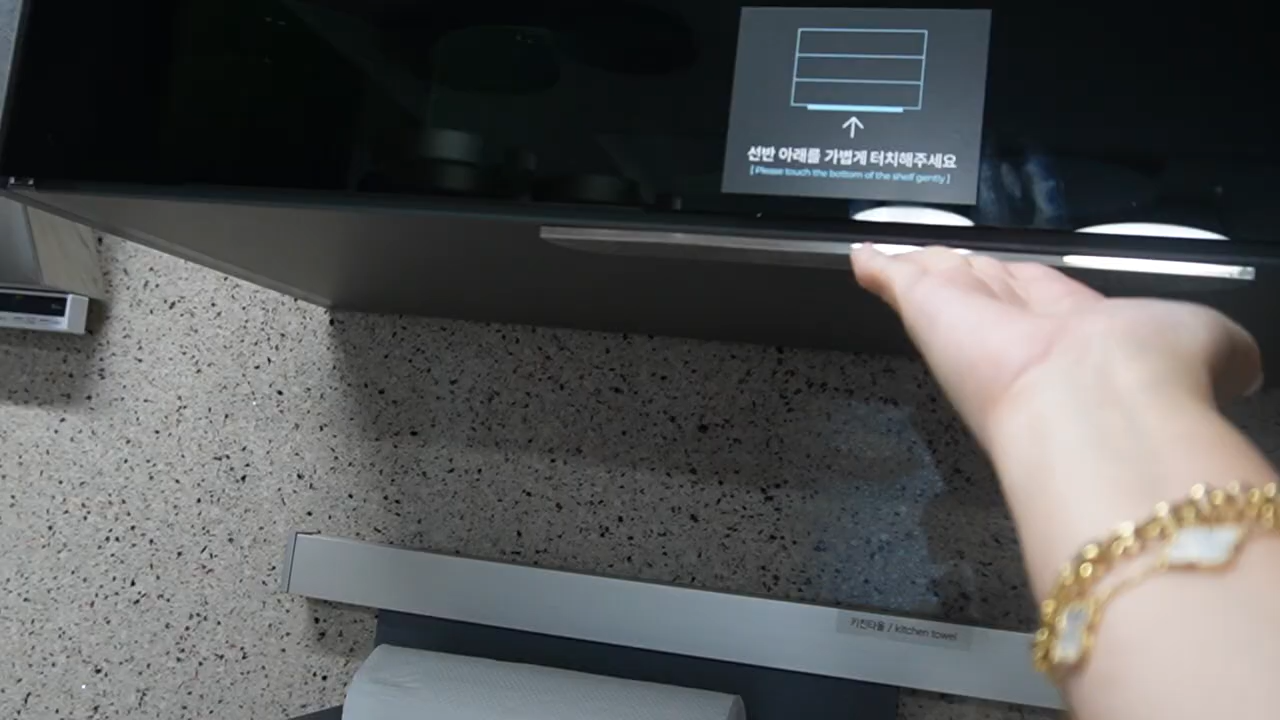 선반 아래를 가볍게 터치해주세요
[ Please touch the bottom of the shelf gently ]
키친타올 / kitchen towel